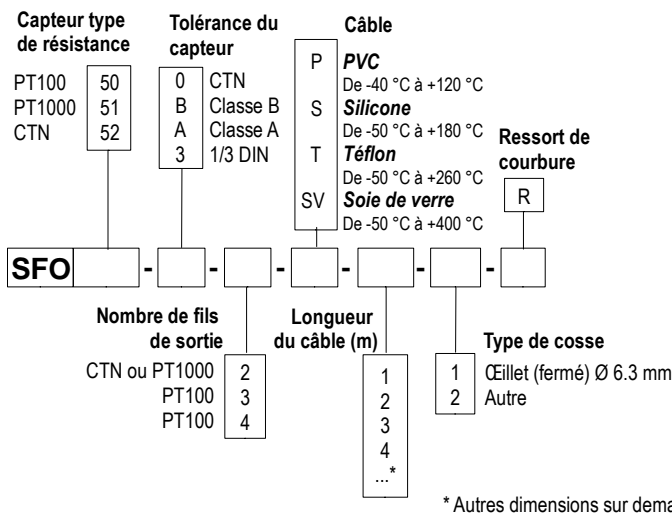 Capteur type
de résistance
PT100 50
PT1000 51
CTN 52
Tolérance du
capteur
0 CTN
B Classe B
A Classe A
3 1/3 DIN
Câble
P PVC
De -40 °C à +120 °C
S Silicone
De -50 °C à +180 °C
T Téflon
De -50 °C à +260 °C
SV Soie de verre
De -50 °C à +400 °C
Ressort de
courbure
R
SFO - - - - - -
Nombre de fils
de sortie
CTN ou PT1000 2
PT100 3
PT100 4
Longueur
du câble (m)
1
2
3
4
...*
Type de cosse
1 Œillet (fermé) Ø 6.3 mm
2 Autre
* Autres dimensions sur dema